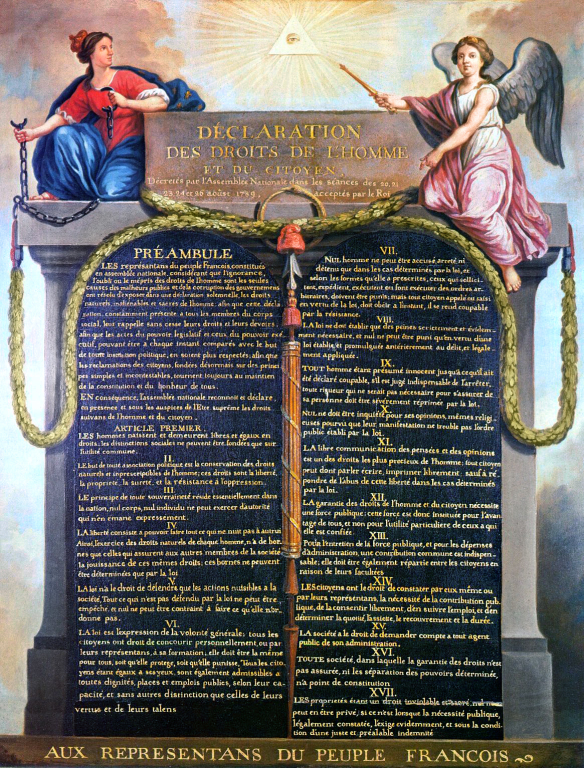 DÉCLARATION
DES DROITS DE L'HOMME
ET DU CITOYEN,
Décretés par l'Assemblée Nationale dans les séances des 20, 21
23, 24 et 26 aoûst 1789, acceptés par le Roi
PRÉAMBULE
LES représentans du peuple Francois, constitués
en assemblée nationale, considérant que l'ignorance,
l'oubli ou le mépris des droits de l'homme sont les seules
causes des malheurs publics et de la corruption des gouvernemens
ont résolu d'exposer dans une déclaration solemnelle, les droits
naturels, inaliénables et sacrés de l'homme; afin que cette décla
ration, constamment présente a tous les membres du corps
social, leur rappelle sans cesse leurs droits et leurs devoirs;
afin que les actes du pouvoir législatif et ceux du pouvoir exé
cutif, pouvant être a chaque instant comparés avec le but
de toute institution politique, en soient plus respectés; afin que
les réclamations des citoyens, fondées désormais sur des princi
pes simples et incontestables, tournent toujours au maintien
de la constitution et du bonheur de tous.
EN conséquence, l'assemblée nationale reconnoit et déclare,
en presence et sous les auspices de l'Etre suprême les droits
suivans de l'homme et du citoyen.
ARTICLE PREMIER.
LES hommes naissent et demeurent libres et égaux en
droits; les distinctions sociales ne peuvent être fondées que sur
l'utilité commune.
II.
LE but de toute association politique est la conservation des droits
naturels et imprescriptibles de l'homme; ces droits sont la liberté,
la propriété, la sureté, et la résistance à l'oppression.
III.
LE principe de toute souveraineté réside essentiellement dans
la nation, nul corps, nul individu ne peut exercer d'autorité
qui n'en émane expressément.
IV.
LA liberté consiste a pouvoir faire tout ce qui ne nuit pas à autrui
Ainsi, l'exercice des droits naturels de chaque homme, n'a de bor-
nes que celles qui assurent aux autres membres de la société
la jouissance de ces mêmes droits; ces bornes ne peuvent
être déterminées que par la loi
V.
LA loi n'a le droit de défendre que les actions nuisibles à la
société. Tout ce qui n'est pas défendu par la loi ne peut être
empêché, et nul ne peut être contraint à faire ce qu'elle n'or-
donne pas.
VI.
LA loi est l'expression de la volonté générale; tous les
citoyens ont droit de concourir personnellement, ou par
leurs représentans, à sa formation; elle doit être la même
pour tous, soit qu'elle protege, soit qu'elle punisse. Tous les cito-
yens étant égaux à ses yeux, sont également admissibles à
toutes dignités, places et emplois publics, selon leur ca-
pacité, et sans autres distinction que celles de leurs
vertus et de leurs talens
VII.
NUL homme ne peut être accusé, arreté, ni
détenu que dans les cas déterminés par la loi, et
selon les formes qu'elle a prescrites, ceux qui sollici-
tent, expédient, exécutent ou font exécuter des ordres ar-
bitraires, doivent être punis; mais tout citoyen appelé ou saisi
en vertu de la loi, doit obéir a l'instant, il se rend coupable
par la résistance.
VIII.
LA loi ne doit établir que des peines strictement et évidem-
ment nécessaire, et nul ne peut être puni qu'en vertu d'une
loi établie et promulguée antérierement au délit, et légale-
ment appliquée.
IX.
TOUT homme étant présumé innocent jusqu'a ce qu'il ait
été déclaré coupable, s'il est jugé indispensable de l'arrêter,
toute rigueur qui ne serait pas nécessaire pour s'assurer de
sa personne doit être sévèrement réprimée par la loi.
X.
NUL ne doit être inquiété pour ses opinions, mêmes religi
euses pourvu que leur manifestation ne trouble pas l'ordre
public établi par la loi.
XI.
LA libre communication des pensées et des opinions
est un des droits les plus precieux de l'homme; tout citoyen
peut donc parler, écrire, imprimer librement: sauf à ré-
pondre de l'abus de cette liberté dans les cas déterminés
par la loi.
XII.
LA garantie des droits de l'homme et du citoyen nécessite
une force publique; cette force est donc instituée pour l'avan-
tage de tous, et non pour l'utilité particuliere de ceux a qui
elle est confiée.
XIII.
POUR l'entretien de la force publique, et pour les dépenses
d'administration, une contribution commune est indispen-
sable; elle doit être également répartie entre les citoyens en
raison de leurs facultées
XIV.
LES citoyens ont le droit de constater par eux même ou
par leurs représentans, la nécessité de la contribution pub-
lique, de la consentir librement, d'en suivre l'emploi, et d'en
déterminer la quotité, l'assiette, le recouvrement et la durée.
XV.
LA société a le droit de demander compte a tout agent
public de son administration.
XVI.
TOUTE société, dans laquelle la garantie des droits n'est
pas assurée, ni les séparation des pouvoirs déterminée,
n'a point de constitution
XVII.
LES proprietés étant un droit inviolable et sacré, nul ne
peut en être privé, si ce n'est lorsque la nécessité publique,
légalement constatée, l'exige evidemment, et sous la condi-
tion d'une juste et préalable indemnité
AUX REPRESENTANS DU PEUPLE FRANCOIS